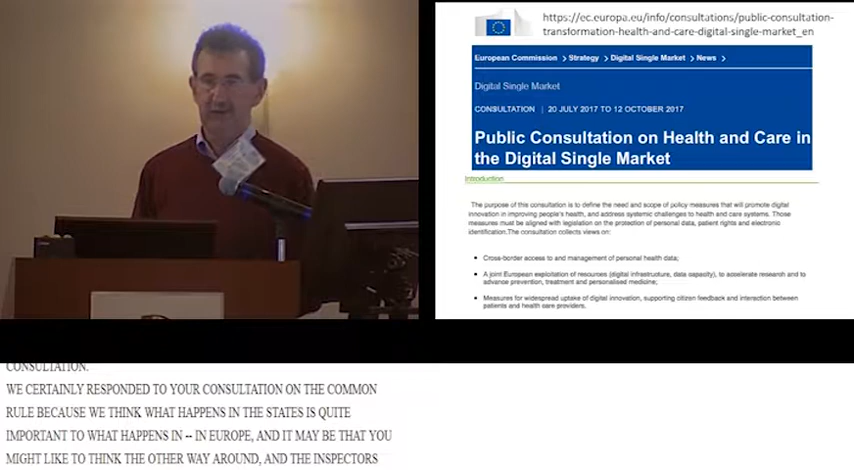 https://ec.europa.eu/info/consultations/public-consultation-
transformation-health-and-care-digital-single-market_en
European Commission > Strategy > Digital Single Market > News >
Digital Single Market
CONSULTATION | 20 JULY 2017 TO 12 OCTOBER 2017
Public Consultation on Health and Care in
the Digital Single Market
Introduction
The purpose of this consultation is to define the need and scope of policy measures that will promote digital
innovation in improving people's health, and address systemic challenges to health and care systems. Those
measures must be aligned with legislation on the protection of personal data, patient rights and electronic
identification.The consultation collects views on:
• Cross-border access to and management of personal health data;
• A joint European exploitation of resources (digital infrastructure, data capacity), to accelerate research and to
advance prevention, treatment and personalised medicine;
• Measures for widespread uptake of digital innovation, supporting citizen feedback and interaction between
patients and health care providers.
CONSULTATION.
WE CERTAINLY RESPONDED TO YOUR CONSULTATION ON THE COMMON
RULE BECAUSE WE THINK WHAT HAPPENS IN THE STATES IS QUITE
IMPORTANT TO WHAT HAPPENS IN -- IN EUROPE, AND IT MAY BE THAT YOU
MIGHT LIKE TO THINK THE OTHER WAY AROUND, AND THE INSPECTORS